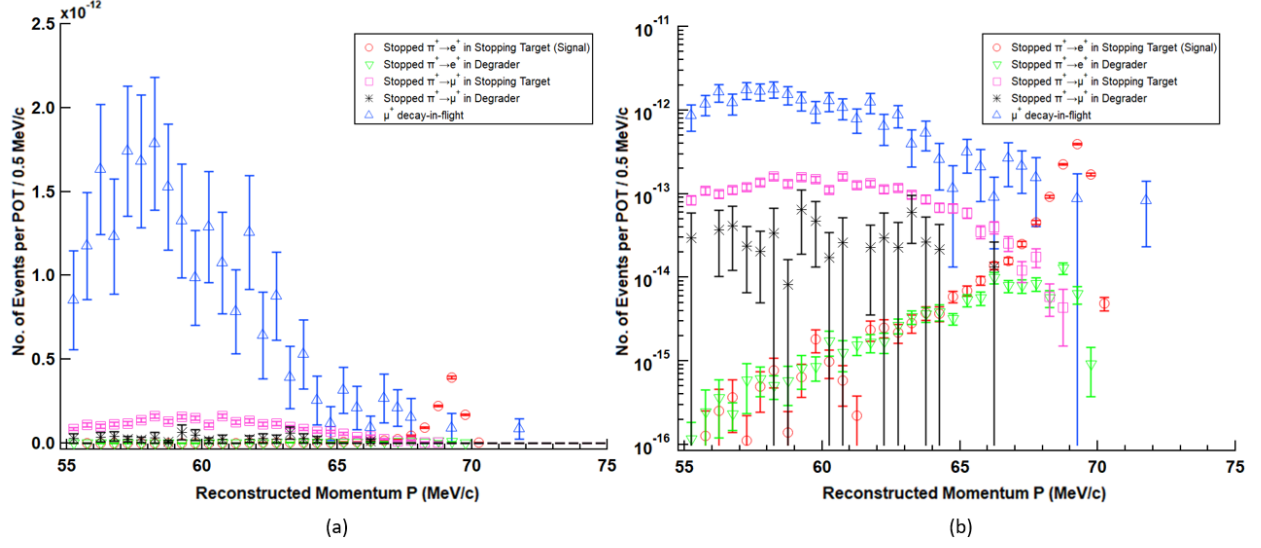 2.5 x10^-12
2.0
1.5
1.0
0.5
0.0
55
60
65
70
75
No. of Events per POT / 0.5 MeV/c
Reconstructed Momentum P (MeV/c)
Stopped π+→e+ in Stopping Target (Signal)
Stopped π+→e+ in Degrader
Stopped π+→μ+ in Stopping Target
Stopped π+→μ+ in Degrader
μ+ decay-in-flight
(a)
10^-11
10^-12
10^-13
10^-14
10^-15
10^-16
55
60
65
70
75
No. of Events per POT / 0.5 MeV/c
Reconstructed Momentum P (MeV/c)
Stopped π+→e+ in Stopping Target (Signal)
Stopped π+→e+ in Degrader
Stopped π+→μ+ in Stopping Target
Stopped π+→μ+ in Degrader
μ+ decay-in-flight
(b)